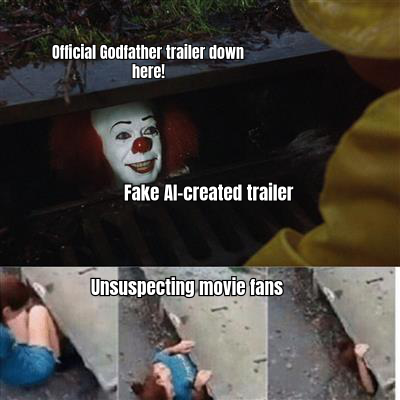 Official Godfather trailer down
here!
Fake AI-created trailer
Unsuspecting movie fans